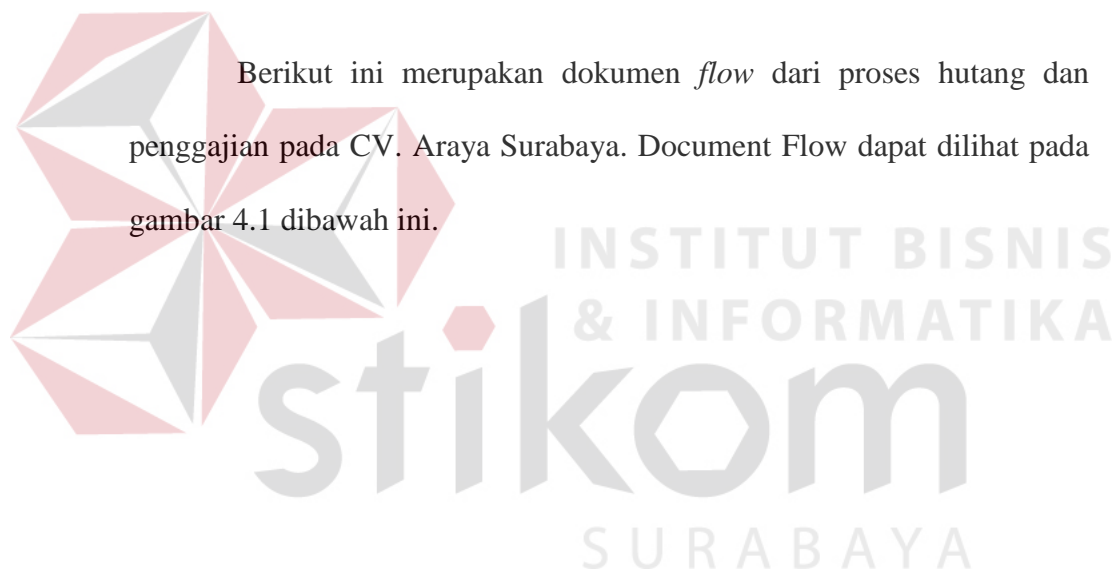 Berikut ini merupakan dokumen flow dari proses hutang dan
penggajian pada CV. Araya Surabaya. Document Flow dapat dilihat pada
gambar 4.1 dibawah ini.
INSTITUT BISNIS
& INFORMATIKA
stikom
SURABAYA